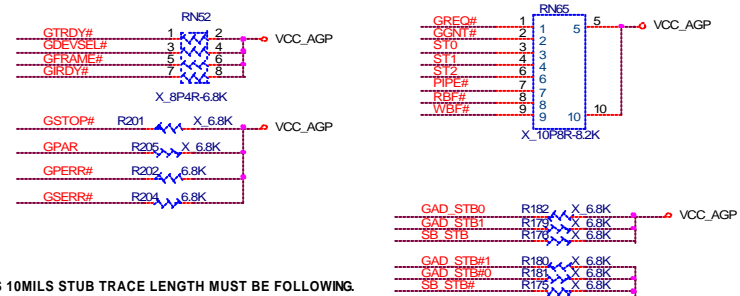 RN52
GTRDY# 1 2
GDEVSEL# 3 4 VCC_AGP
GFRAME# 5 6
GIRDY# 7 8
X_8P4R-6.8K
GSTOP# R201 X_6.8K VCC_AGP
GPAR R205 X_6.8K
GPERR# R202 6.8K
GSERR# R204 6.8K
RN65
GREQ# 1 1 5 5 VCC_AGP
GGNT# 2 2
ST0 3 3
ST1 4 4
ST2 6 6
PIPE# 7 7
RBF# 8 8
WBF# 9 9 10 10
X_10P8R-8.2K
GAD_STB0 R182 X_6.8K VCC_AGP
GAD_STB1 R179 X_6.8K
SB_STB R176 X_6.8K
GAD_STB#1 R180 X_6.8K
GAD_STB#0 R181 X_6.8K
SB_STB# R175 X_6.8K
10MILS STUB TRACE LENGTH MUST BE FOLLOWING.